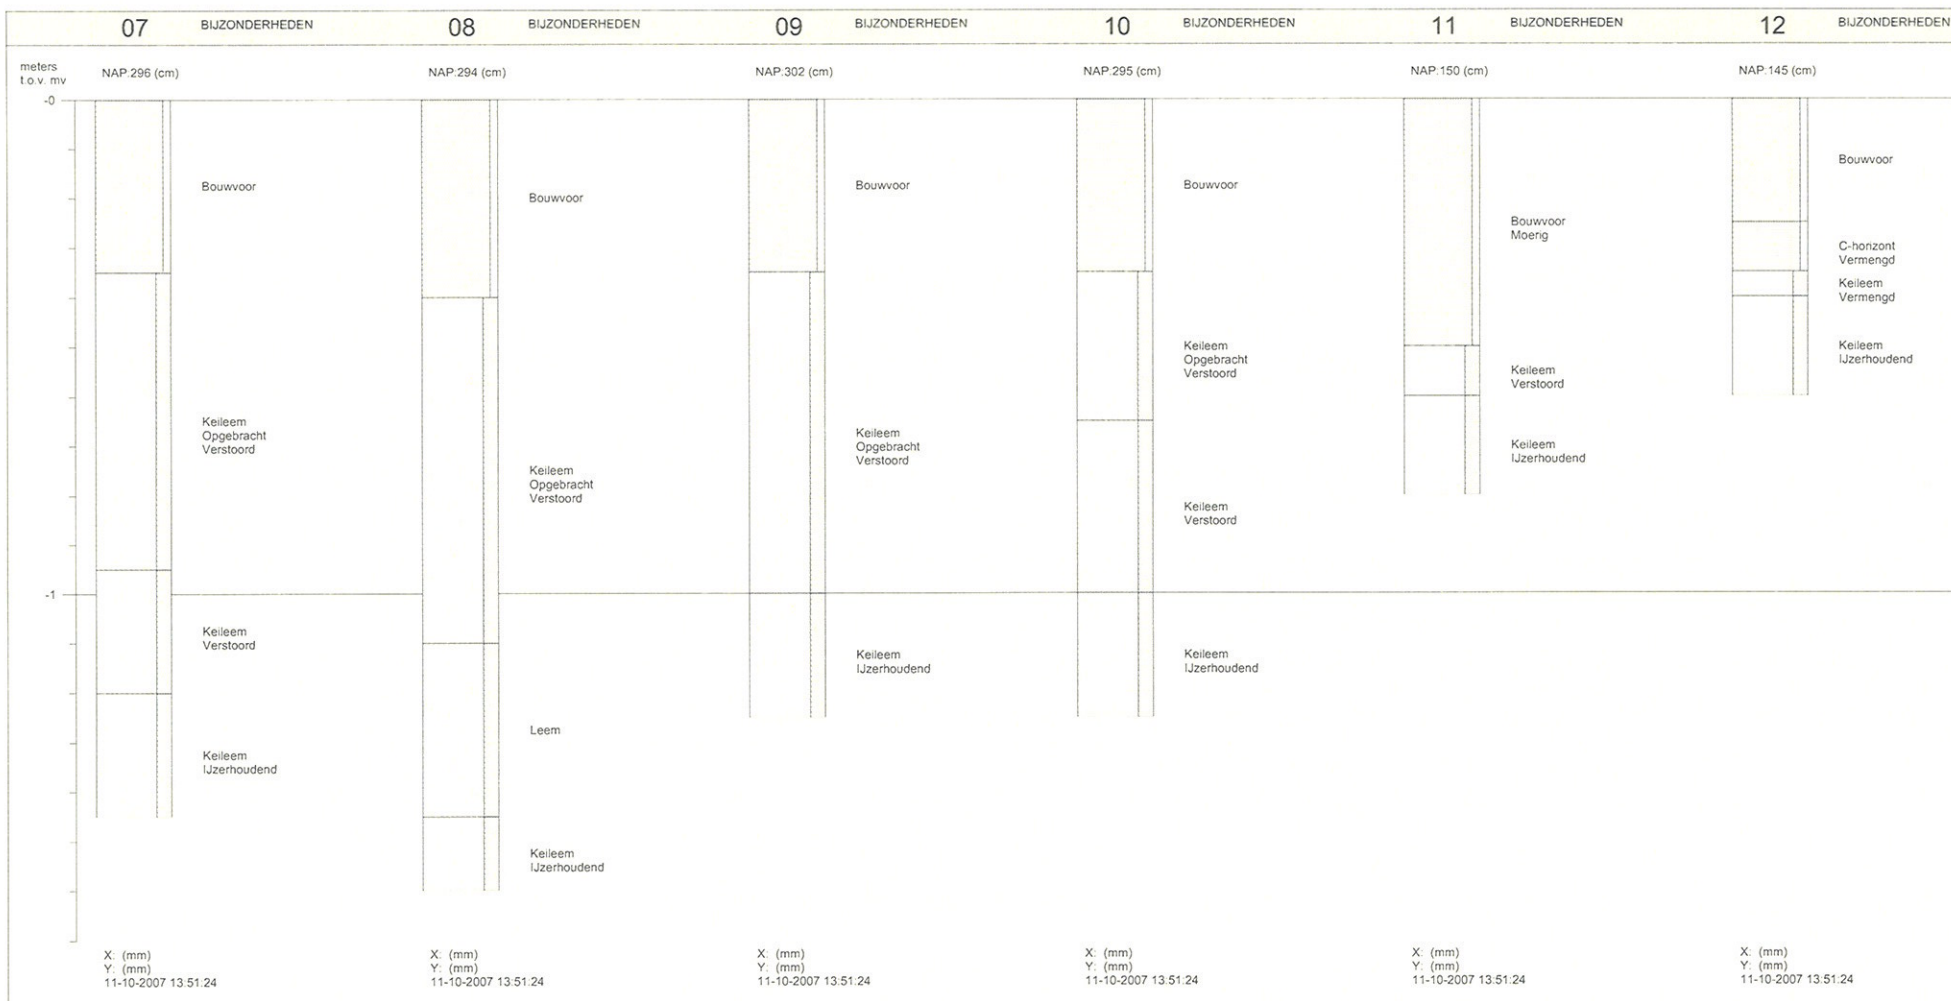 07 BIJZONDERHEDEN 08 BIJZONDERHEDEN 09 BIJZONDERHEDEN 10 BIJZONDERHEDEN 11 BIJZONDERHEDEN 12 BIJZONDERHEDEN
meters
t.o.v. mv
NAP:296 (cm) NAP:294 (cm) NAP:302 (cm) NAP:295 (cm) NAP:150 (cm) NAP:145 (cm)
-0
-1
Bouwvoor
Keileem
Opgebracht
Verstoord
Keileem
Verstoord
Keileem
IJzerhoudend
Bouwvoor
Keileem
Opgebracht
Verstoord
Leem
Keileem
IJzerhoudend
Bouwvoor
Keileem
Opgebracht
Verstoord
Keileem
IJzerhoudend
Bouwvoor
Keileem
Opgebracht
Verstoord
Keileem
Verstoord
Keileem
IJzerhoudend
Bouwvoor
Moerig
Keileem
Verstoord
Keileem
IJzerhoudend
Bouwvoor
C-horizont
Vermengd
Keileem
Vermengd
Keileem
IJzerhoudend
X: (mm)
Y: (mm)
11-10-2007 13:51:24
X: (mm)
Y: (mm)
11-10-2007 13:51:24
X: (mm)
Y: (mm)
11-10-2007 13:51:24
X: (mm)
Y: (mm)
11-10-2007 13:51:24
X: (mm)
Y: (mm)
11-10-2007 13:51:24
X: (mm)
Y: (mm)
11-10-2007 13:51:24